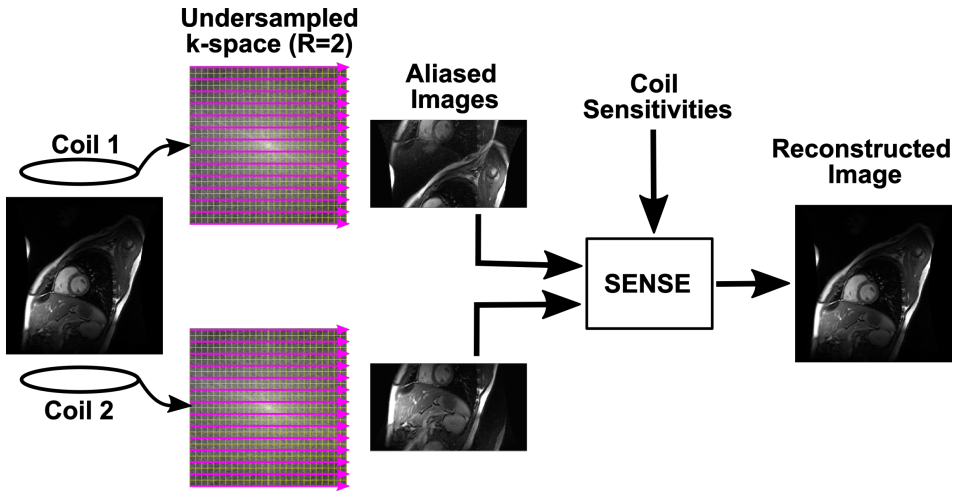 Undersampled
k-space (R=2)
Aliased
Images
Coil
Sensitivities
Coil 1
Reconstructed
Image
SENSE
Coil 2